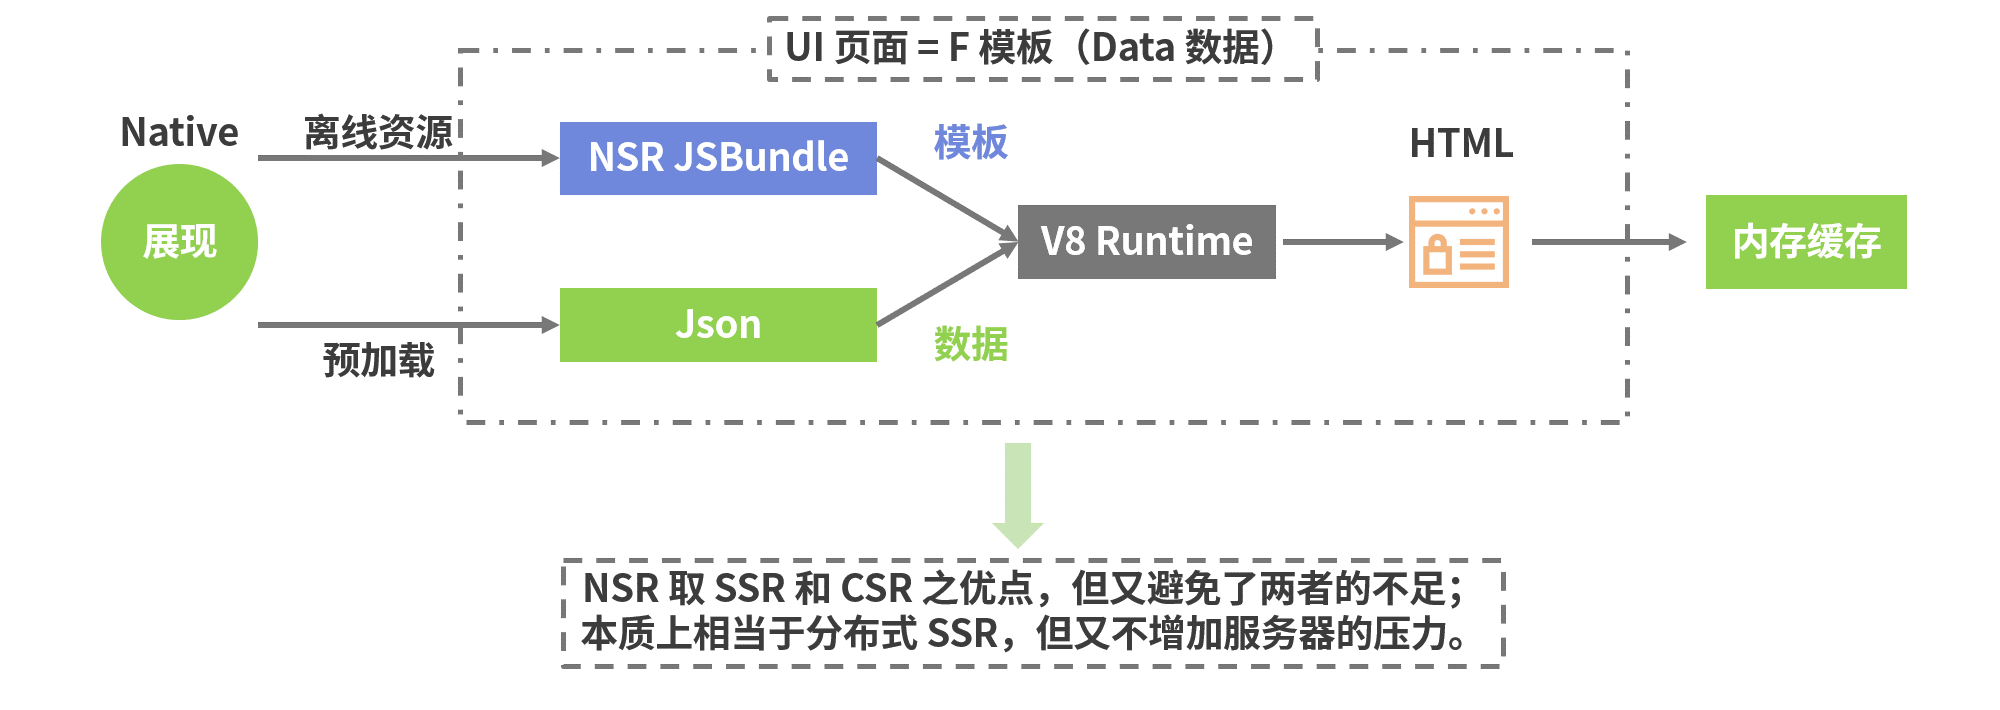 UI 页面 = F 模板（Data 数据）
Native
离线资源
展现
预加载
NSR JSBundle
模板
Json
数据
V8 Runtime
HTML
内存缓存
NSR 取 SSR 和 CSR 之优点，但又避免了两者的不足；
本质上相当于分布式 SSR，但又不增加服务器的压力。